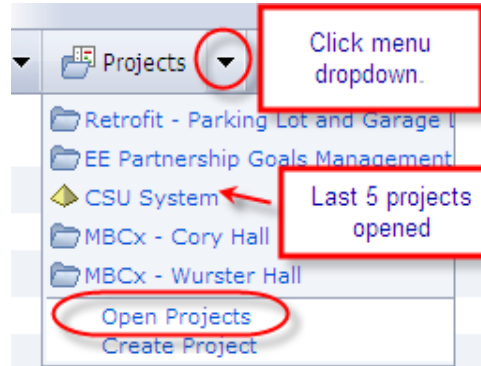 Projects
Click menu
dropdown.
Retrofit - Parking Lot and Garage
EE Partnership Goals Management
CSU System
Last 5 projects
opened
MBCx - Cory Hall
MBCx - Wurster Hall
Open Projects
Create Project